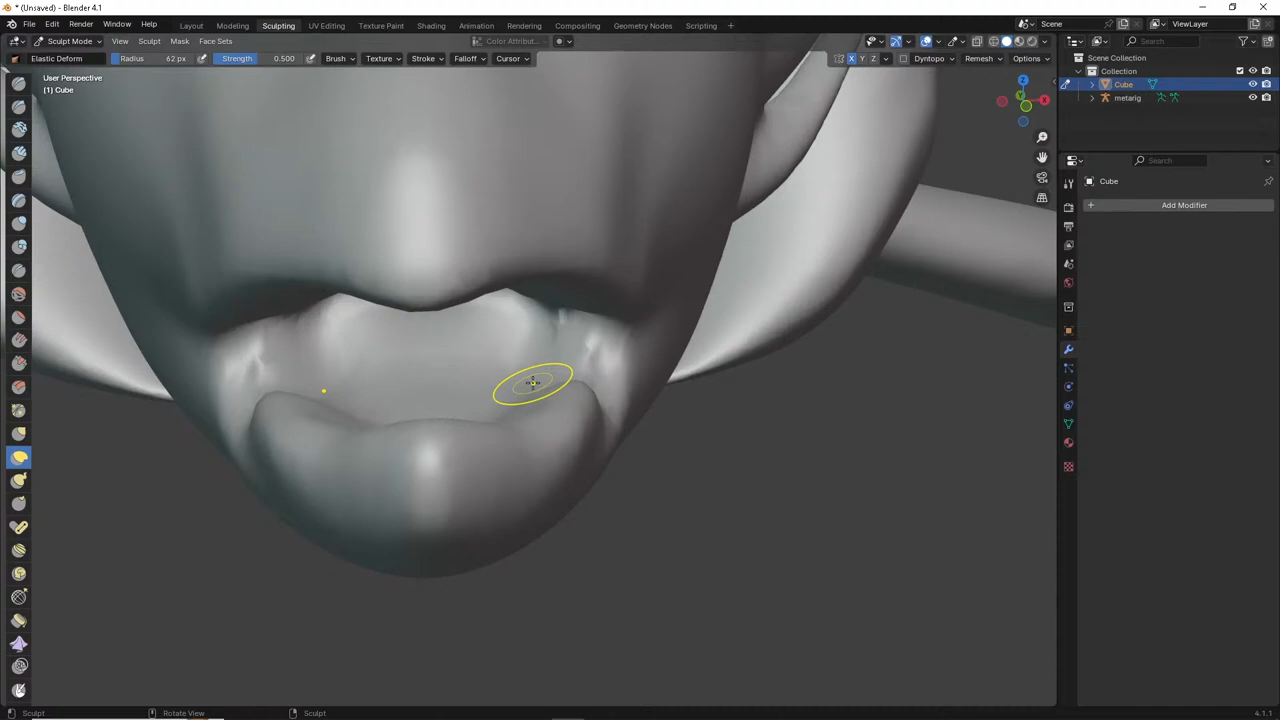 * (Unsaved) - Blender 4.1
File Edit Render Window Help Layout Modeling Sculpting UV Editing Texture Paint Shading Animation Rendering Compositing Geometry Nodes Scripting + Scene ViewLayer
Sculpt Mode View Sculpt Mask Face Sets Color Attribut... Search
Elastic Deform Radius 62 px Strength 0.500 Brush Texture Stroke Falloff Cursor X Y Z Dyntopo Remesh Options
Scene Collection
Collection
Cube
metarig
User Perspective
(1) Cube
Z
Y
X
Search
Cube
+ Add Modifier
Sculpt Rotate View Sculpt 4.1.1